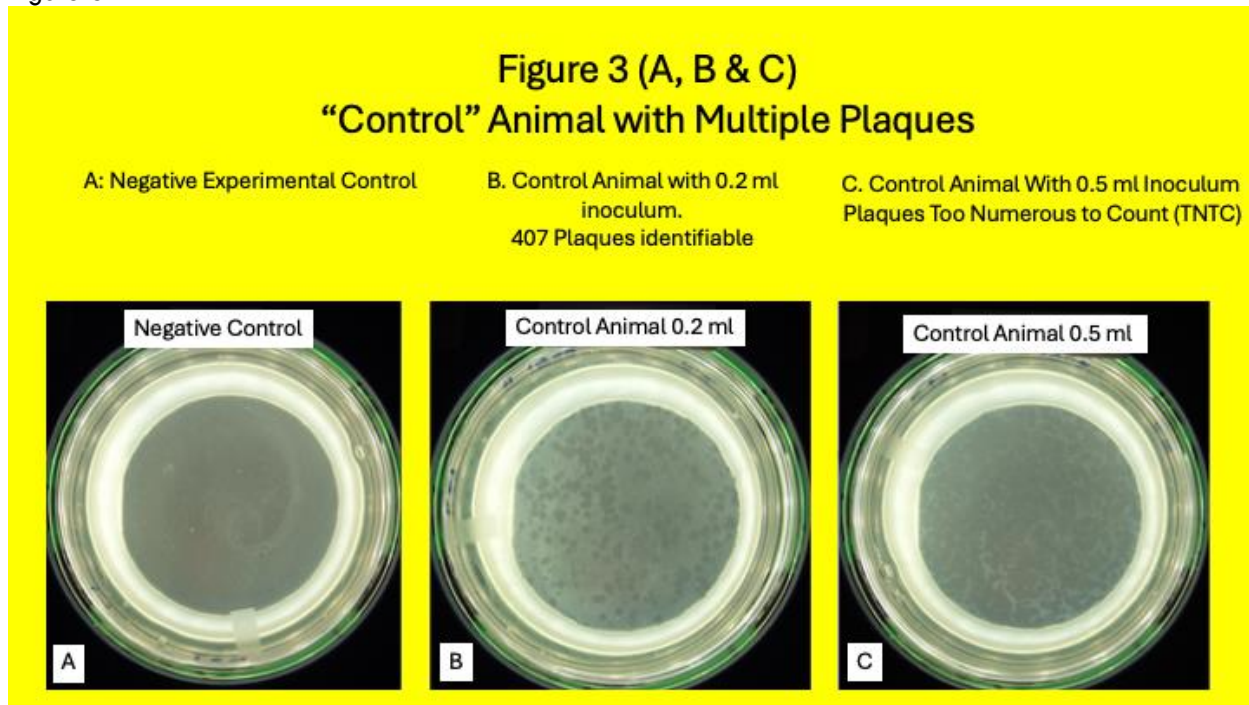 Figure 3 (A, B & C)
“Control” Animal with Multiple Plaques
A: Negative Experimental Control
B. Control Animal with 0.2 ml
inoculum.
407 Plaques identifiable
C. Control Animal With 0.5 ml Inoculum
Plaques Too Numerous to Count (TNTC)
Negative Control
Control Animal 0.2 ml
Control Animal 0.5 ml
A
B
C